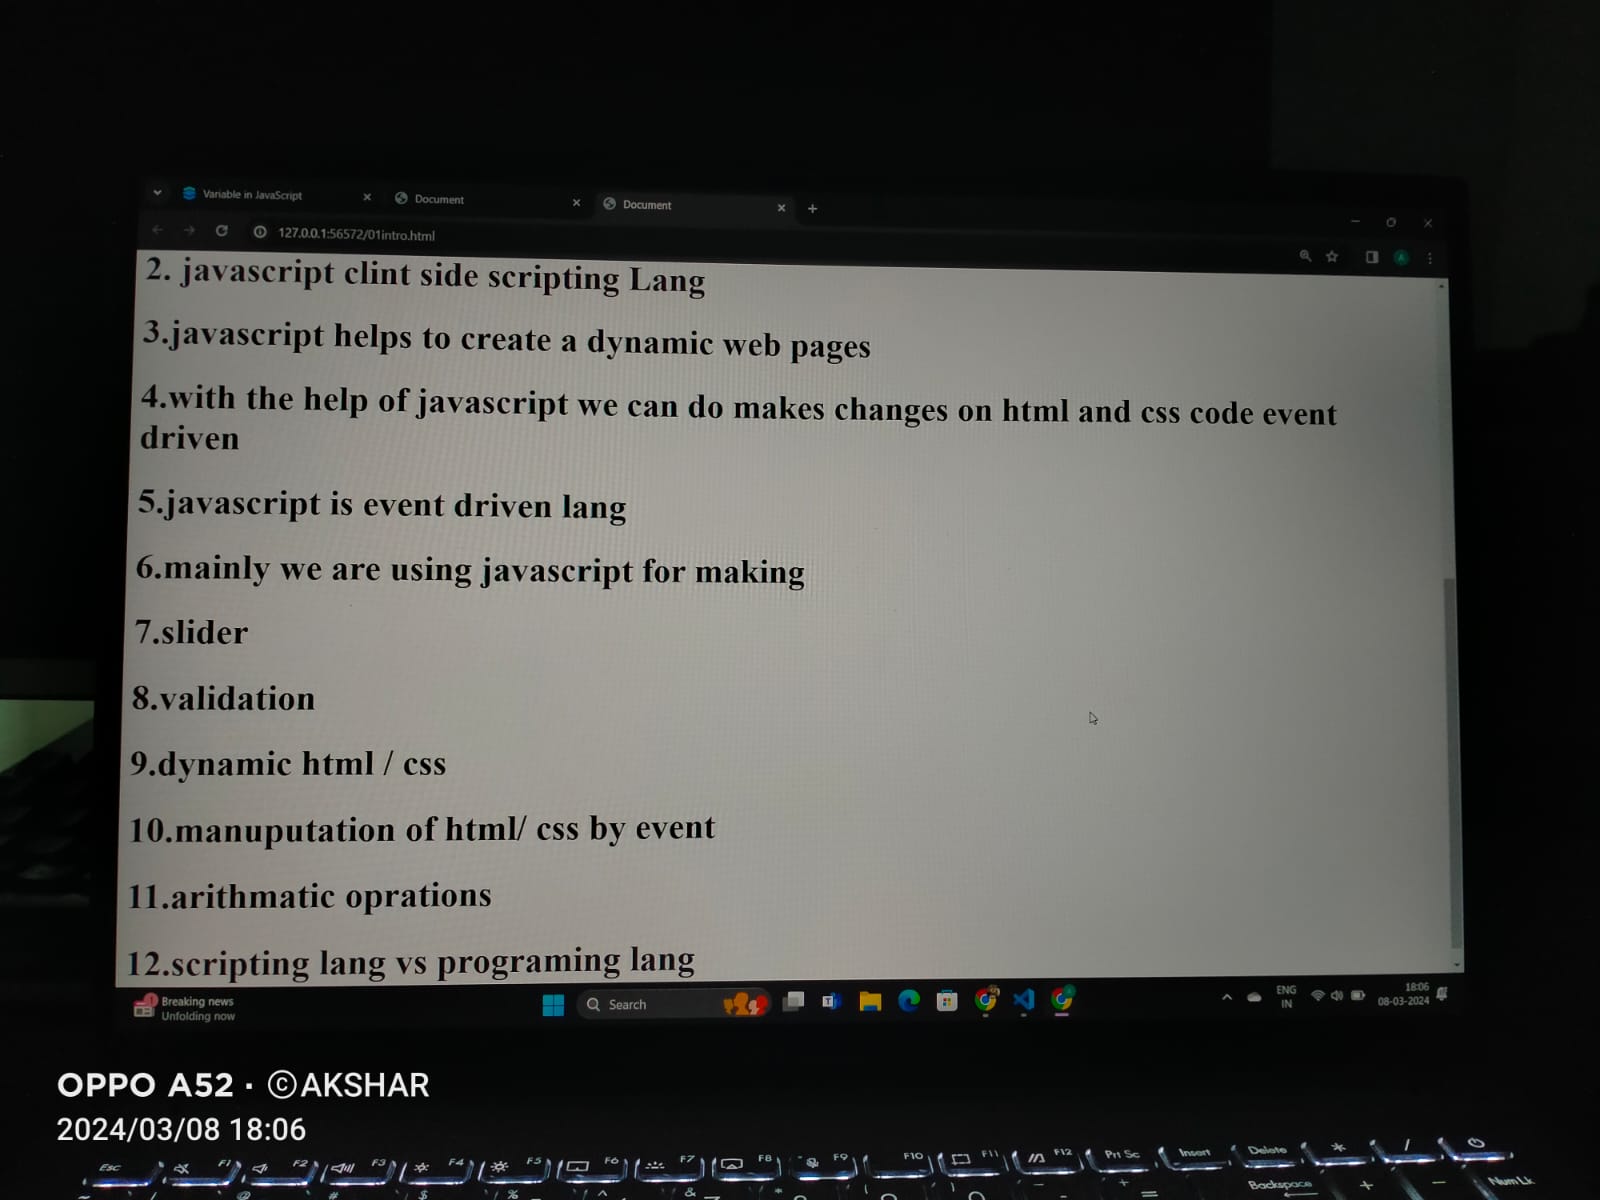 Variable in JavaScript
Document
Document
127.0.0.1:56572/01intro.html
2. javascript clint side scripting Lang
3.javascript helps to create a dynamic web pages
4.with the help of javascript we can do makes changes on html and css code event
driven
5.javascript is event driven lang
6.mainly we are using javascript for making
7.slider
8.validation
9.dynamic html / css
10.manuputation of html/ css by event
11.arithmatic oprations
12.scripting lang vs programing lang
1
Breaking news
Unfolding now
Search
ENG
IN
18:06
08-03-2024
OPPO A52 · ©AKSHAR
2024/03/08 18:06
Esc F1 F2 F3 F4 F5 F6 F7 F8 F9 F10 F11 F12 Prt Sc Insert Delete * /
~ @ # $ % ^ & * ( ) _ - + = Backspace + - Num Lk